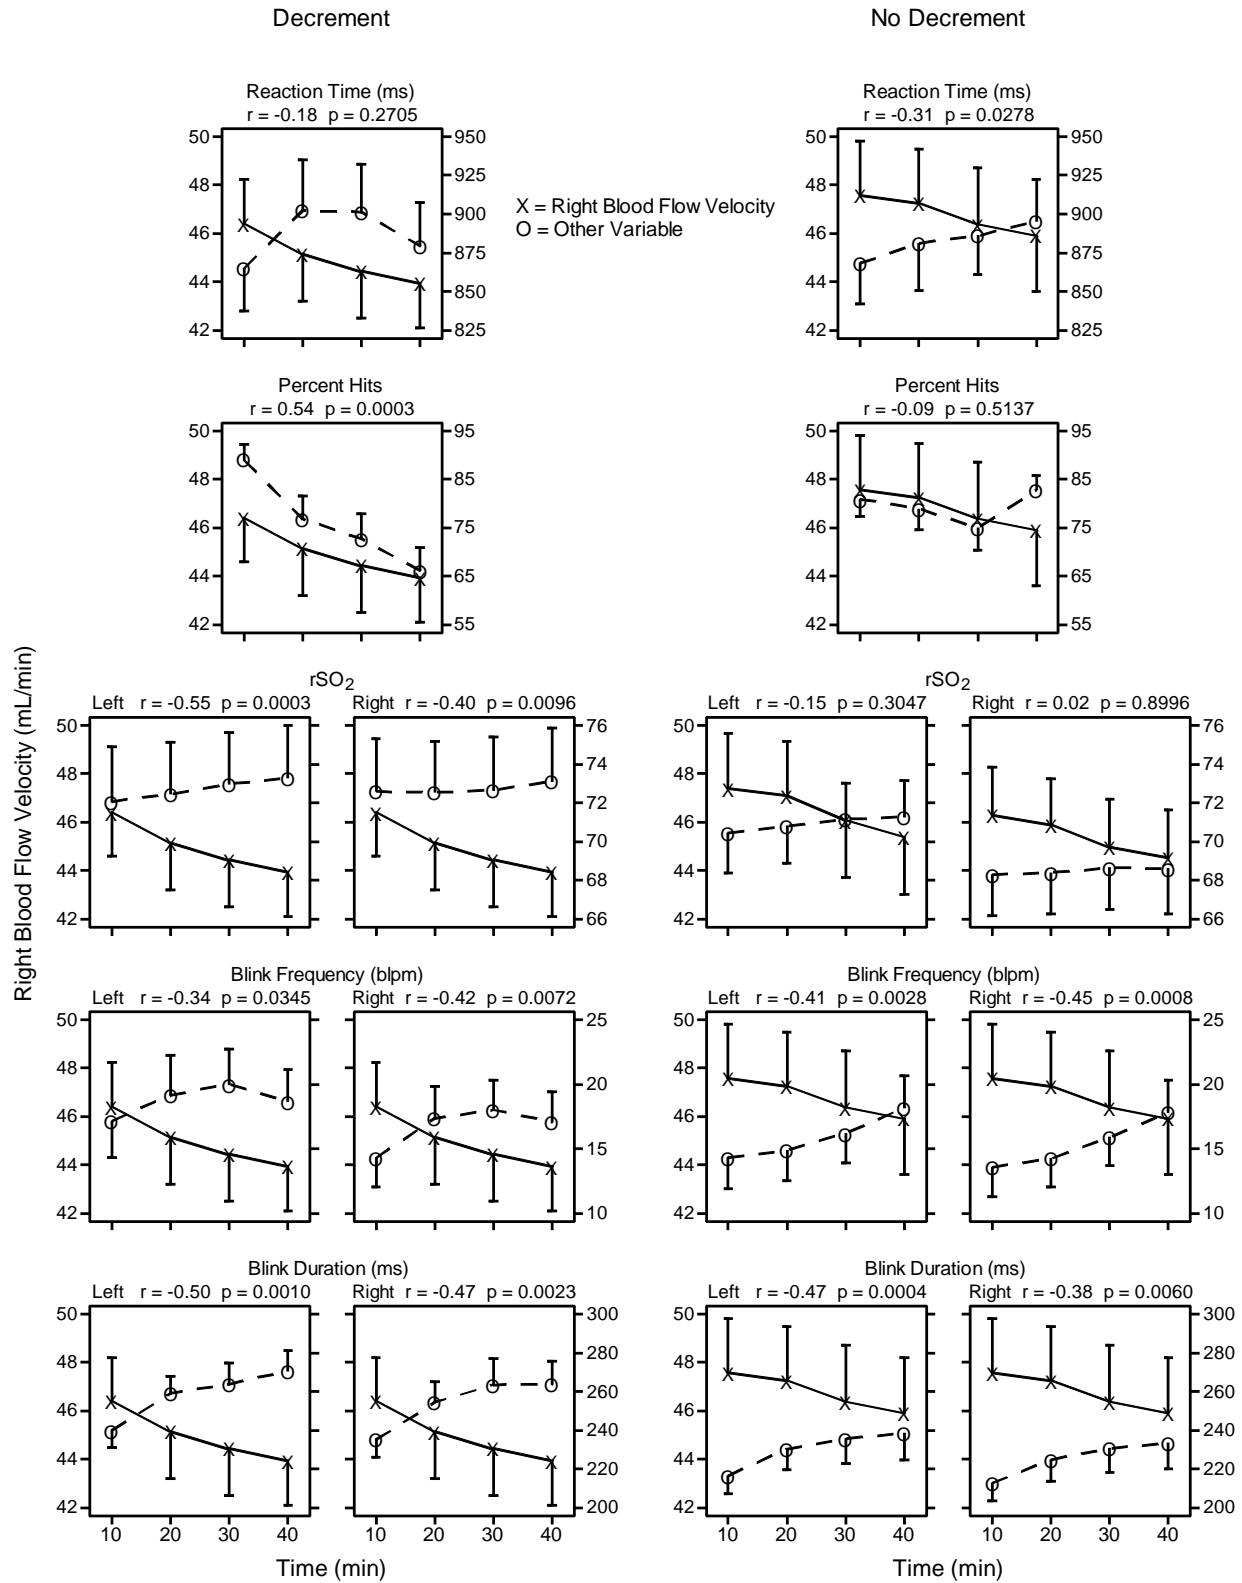 Decrement No Decrement
Reaction Time (ms) Reaction Time (ms)
r = -0.18 p = 0.2705 r = -0.31 p = 0.0278
50 950 50 950
48 925 48 925
900 900
X = Right Blood Flow Velocity
O = Other Variable
46 875 46 875
44 850 44 850
42 825 42 825
Percent Hits Percent Hits
r = 0.54 p = 0.0003 r = -0.09 p = 0.5137
50 95 50 95
48 85 48 85
46 75 46 75
44 65 44 65
42 55 42 55
Right Blood Flow Velocity (mL/min)
rSO2 rSO2
Left r = -0.55 p = 0.0003 Right r = -0.40 p = 0.0096 Left r = -0.15 p = 0.3047 Right r = 0.02 p = 0.8996
50 76 50 76
74 74
48 48
72 72
46 46
70 70
44 68 44 68
42 66 42 66
Blink Frequency (blpm) Blink Frequency (blpm)
Left r = -0.34 p = 0.0345 Right r = -0.42 p = 0.0072 Left r = -0.41 p = 0.0028 Right r = -0.45 p = 0.0008
50 25 50 25
48 48
20 20
46 46
15 15
44 44
42 10 42 10
Blink Duration (ms) Blink Duration (ms)
Left r = -0.50 p = 0.0010 Right r = -0.47 p = 0.0023 Left r = -0.47 p = 0.0004 Right r = -0.38 p = 0.0060
50 300 50 300
280 280
48 48
260 260
46 46
240 240
44 44
220 220
42 200 42 200
10 20 30 40 10 20 30 40 10 20 30 40 10 20 30 40
Time (min) Time (min)